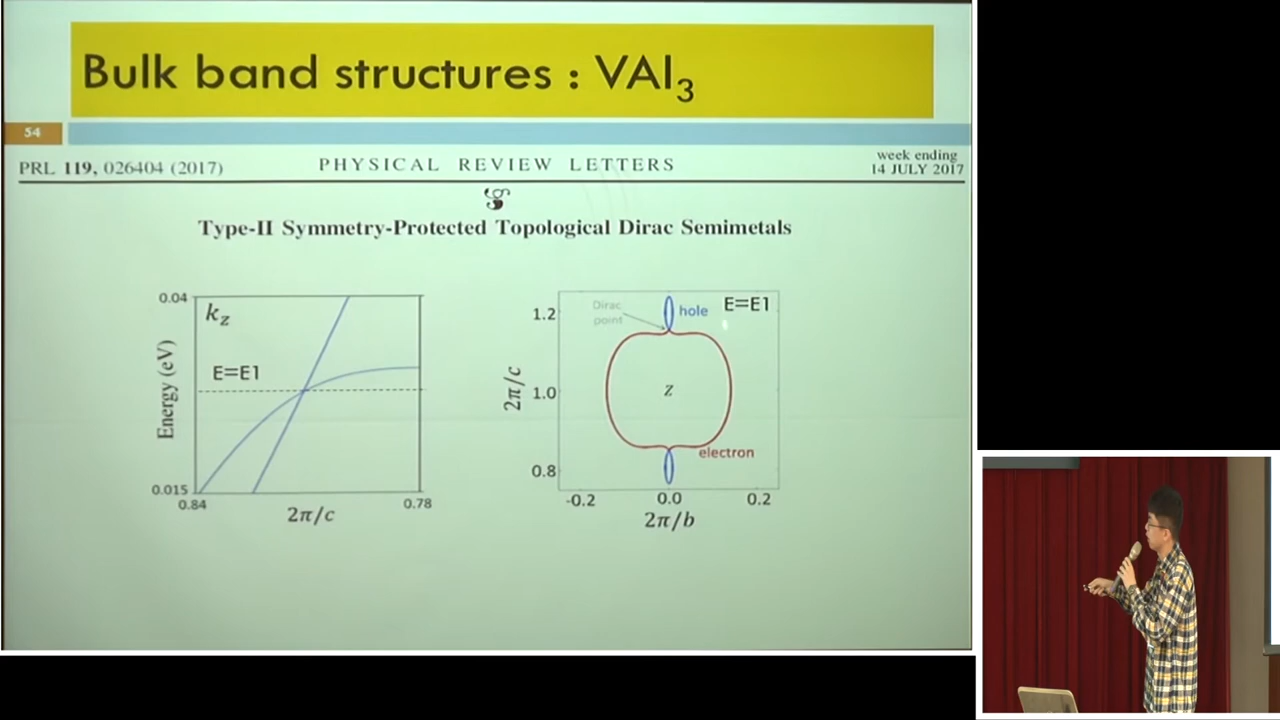 Bulk band structures : VAl₃
54
PRL 119, 026404 (2017) PHYSICAL REVIEW LETTERS week ending 14 JULY 2017
Type-II Symmetry-Protected Topological Dirac Semimetals
0.04
k_z
E=E1
Energy (eV)
0.015
0.84
0.78
2π/c
Dirac point
hole
E=E1
1.2
1.0
0.8
2π/c
Z
electron
-0.2
0.0
0.2
2π/b